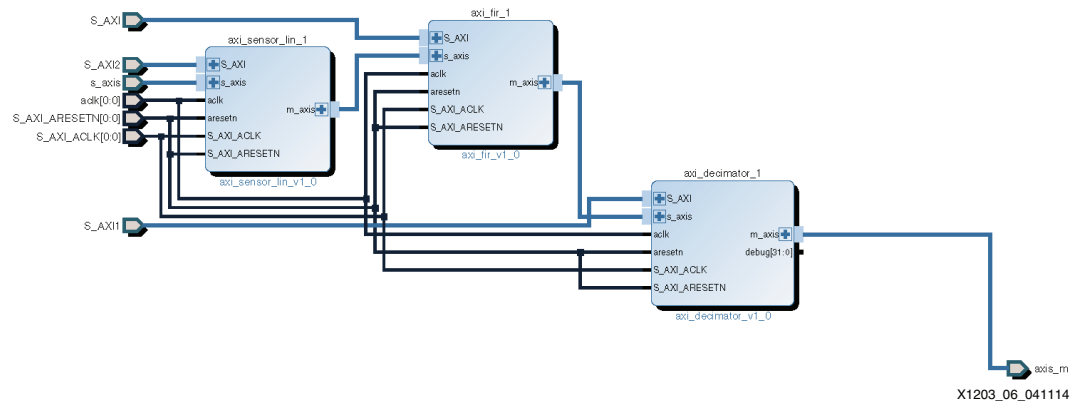 S_AXI
S_AXI2
s_axis
aclk[0:0]
S_AXI_ARESETN[0:0]
S_AXI_ACLK[0:0]
S_AXI1
axi_sensor_lin_1
S_AXI
s_axis
aclk
aresetn
S_AXI_ACLK
S_AXI_ARESETN
m_axis
axi_sensor_lin_v1_0
axi_fir_1
S_AXI
s_axis
aclk
aresetn
S_AXI_ACLK
S_AXI_ARESETN
m_axis
axi_fir_v1_0
axi_decimator_1
S_AXI
s_axis
aclk
aresetn
S_AXI_ACLK
S_AXI_ARESETN
m_axis
debug[31:0]
axi_decimator_v1_0
axis_m
X1203_06_041114